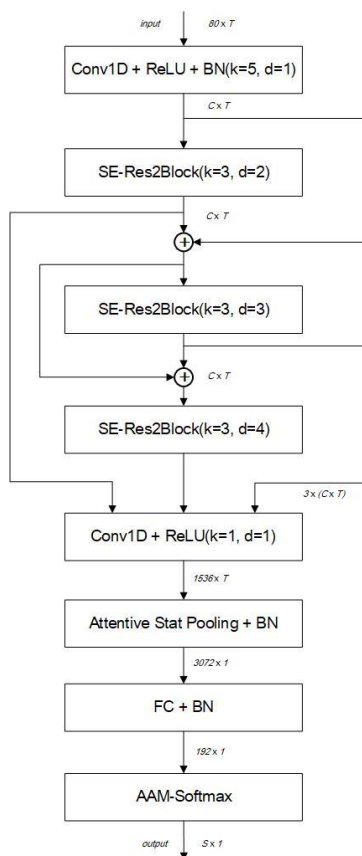 input 80 x T
Conv1D + ReLU + BN(k=5, d=1)
C x T
SE-Res2Block(k=3, d=2)
C x T
+
SE-Res2Block(k=3, d=3)
+
C x T
SE-Res2Block(k=3, d=4)
3 x (C x T)
Conv1D + ReLU(k=1, d=1)
1536 x T
Attentive Stat Pooling + BN
3072 x 1
FC + BN
192 x 1
AAM-Softmax
output S x 1